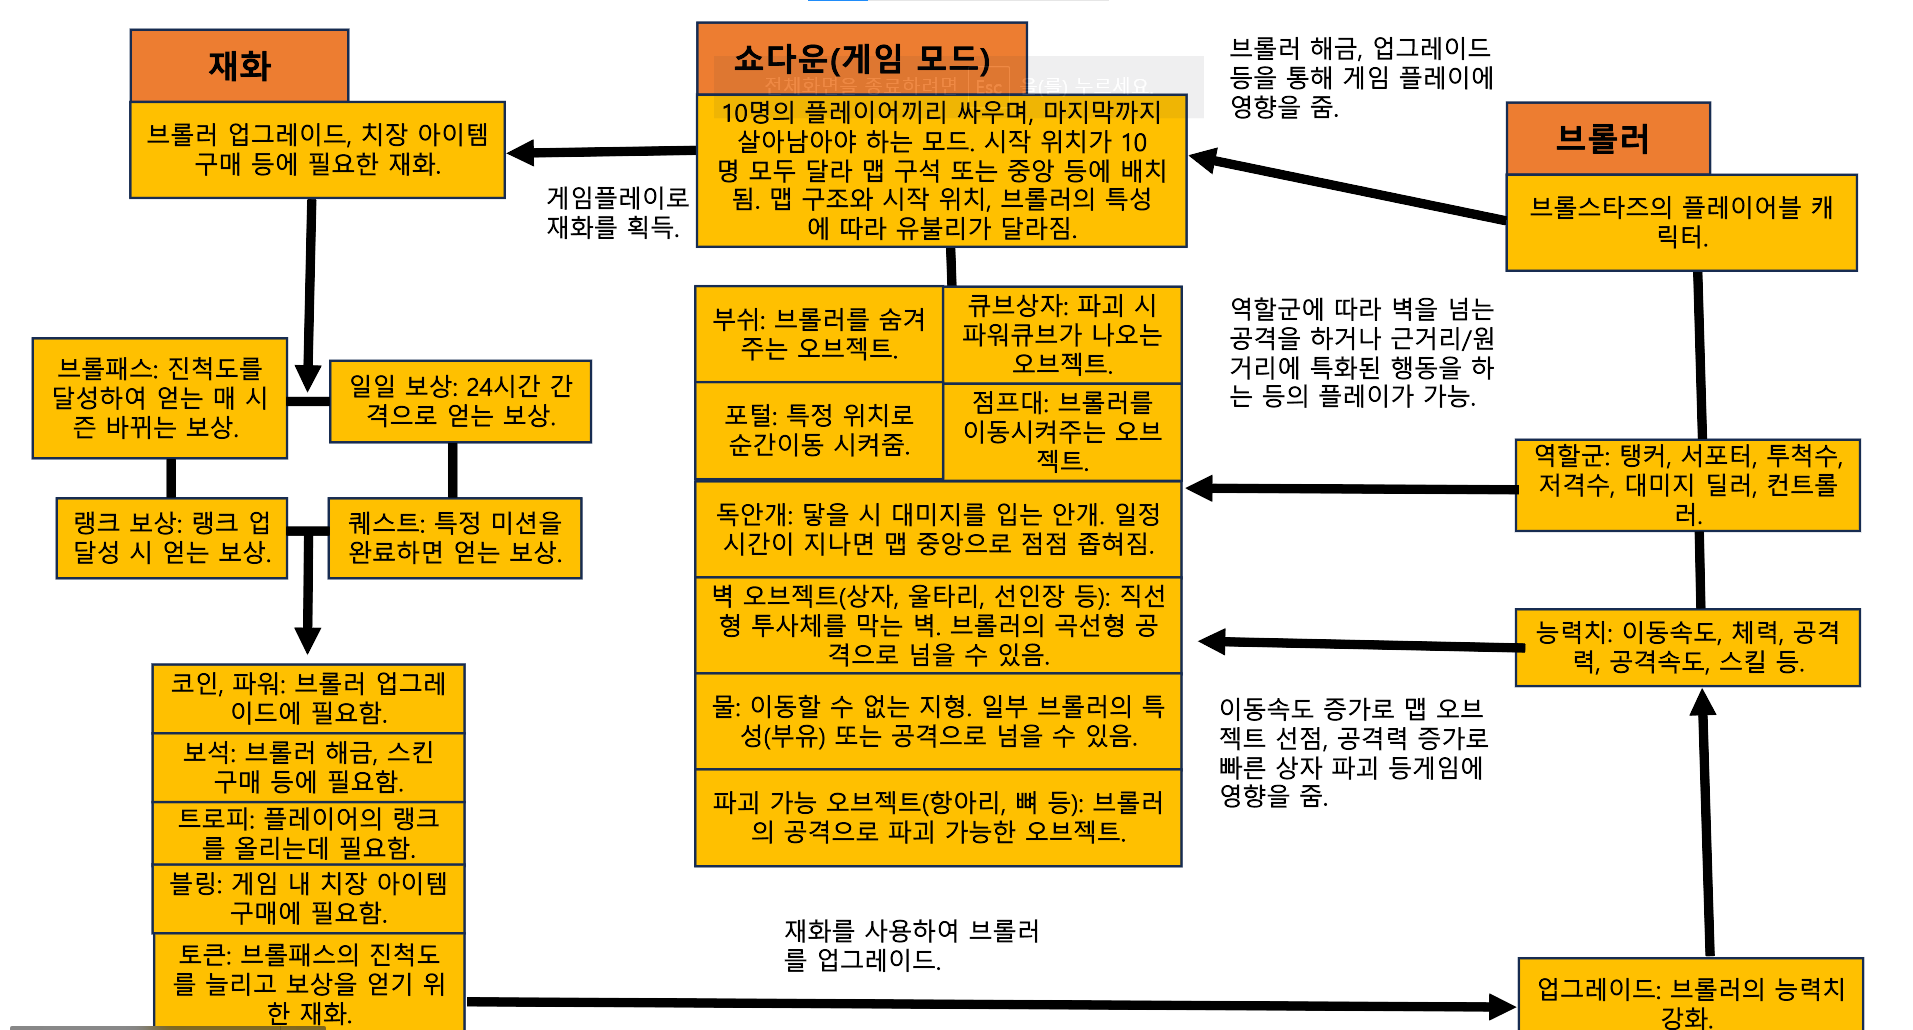 재화
브롤러 업그레이드, 치장 아이템
구매 등에 필요한 재화.
게임플레이로
재화를 획득.
브롤패스: 진척도를
달성하여 얻는 매 시
즌 바뀌는 보상.
일일 보상: 24시간 간
격으로 얻는 보상.
랭크 보상: 랭크 업
달성 시 얻는 보상.
퀘스트: 특정 미션을
완료하면 얻는 보상.
코인, 파워: 브롤러 업그레
이드에 필요함.
보석: 브롤러 해금, 스킨
구매 등에 필요함.
트로피: 플레이어의 랭크
를 올리는데 필요함.
블링: 게임 내 치장 아이템
구매에 필요함.
토큰: 브롤패스의 진척도
를 늘리고 보상을 얻기 위
한 재화.
쇼다운(게임 모드)
전체화면을 종료하려면 Esc 을(를) 누르세요.
10명의 플레이어끼리 싸우며, 마지막까지
살아남아야 하는 모드. 시작 위치가 10
명 모두 달라 맵 구석 또는 중앙 등에 배치
됨. 맵 구조와 시작 위치, 브롤러의 특성
에 따라 유불리가 달라짐.
부쉬: 브롤러를 숨겨
주는 오브젝트.
큐브상자: 파괴 시
파워큐브가 나오는
오브젝트.
포털: 특정 위치로
순간이동 시켜줌.
점프대: 브롤러를
이동시켜주는 오브
젝트.
독안개: 닿을 시 대미지를 입는 안개. 일정
시간이 지나면 맵 중앙으로 점점 좁혀짐.
벽 오브젝트(상자, 울타리, 선인장 등): 직선
형 투사체를 막는 벽. 브롤러의 곡선형 공
격으로 넘을 수 있음.
물: 이동할 수 없는 지형. 일부 브롤러의 특
성(부유) 또는 공격으로 넘을 수 있음.
파괴 가능 오브젝트(항아리, 뼈 등): 브롤러
의 공격으로 파괴 가능한 오브젝트.
재화를 사용하여 브롤러
를 업그레이드.
브롤러 해금, 업그레이드
등을 통해 게임 플레이에
영향을 줌.
브롤러
브롤스타즈의 플레이어블 캐
릭터.
역할군에 따라 벽을 넘는
공격을 하거나 근거리/원
거리에 특화된 행동을 하
는 등의 플레이가 가능.
역할군: 탱커, 서포터, 투척수,
저격수, 대미지 딜러, 컨트롤
러.
능력치: 이동속도, 체력, 공격
력, 공격속도, 스킬 등.
이동속도 증가로 맵 오브
젝트 선점, 공격력 증가로
빠른 상자 파괴 등게임에
영향을 줌.
업그레이드: 브롤러의 능력치
강화.